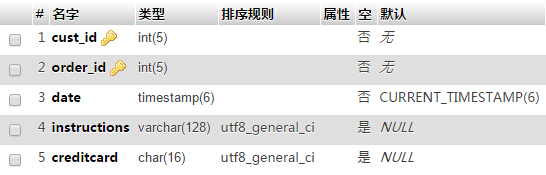 # 名字 类型 排序规则 属性 空 默认
1 cust_id int(5) 否 无
2 order_id int(5) 否 无
3 date timestamp(6) 否 CURRENT_TIMESTAMP(6)
4 instructions varchar(128) utf8_general_ci 是 NULL
5 creditcard char(16) utf8_general_ci 是 NULL